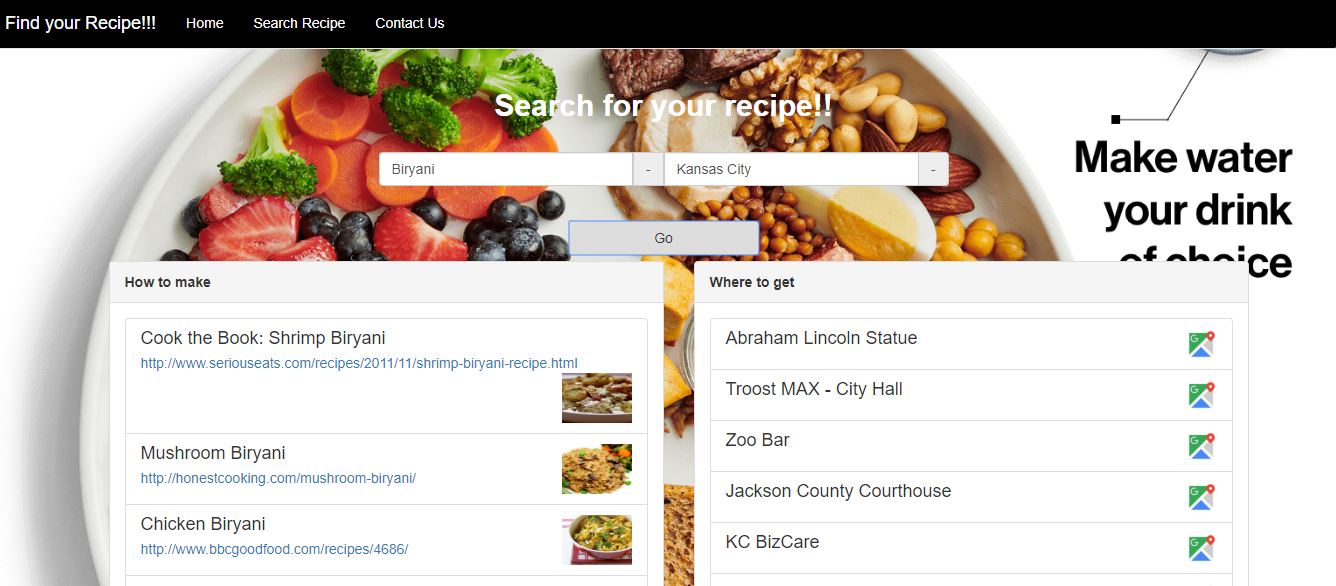 Find your Recipe!!!
Home
Search Recipe
Contact Us
Search for your recipe!!
Biryani
-
Kansas City
-
Go
Make water
your drink
of choice
How to make
Cook the Book: Shrimp Biryani
http://www.seriouseats.com/recipes/2011/11/shrimp-biryani-recipe.html
Mushroom Biryani
http://honestcooking.com/mushroom-biryani/
Chicken Biryani
http://www.bbcgoodfood.com/recipes/4686/
Where to get
Abraham Lincoln Statue
Troost MAX - City Hall
Zoo Bar
Jackson County Courthouse
KC BizCare